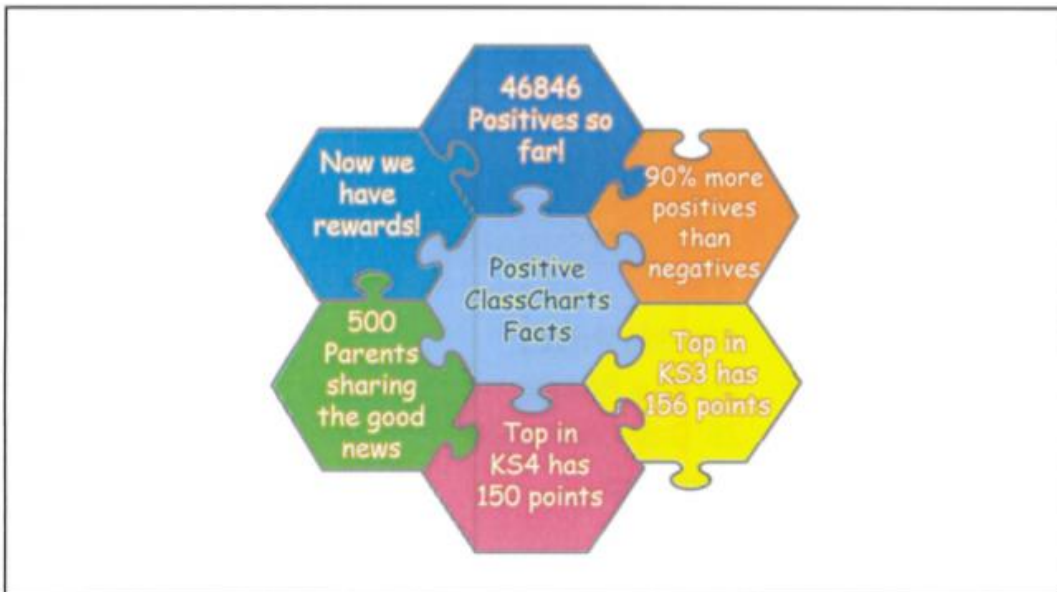 46846
Positives so
far!
Now we
have
rewards!
90% more
positives
than
negatives
Positive
ClassCharts
Facts
500
Parents
sharing
the good
news
Top in
KS3 has
156 points
Top in
KS4 has
150 points